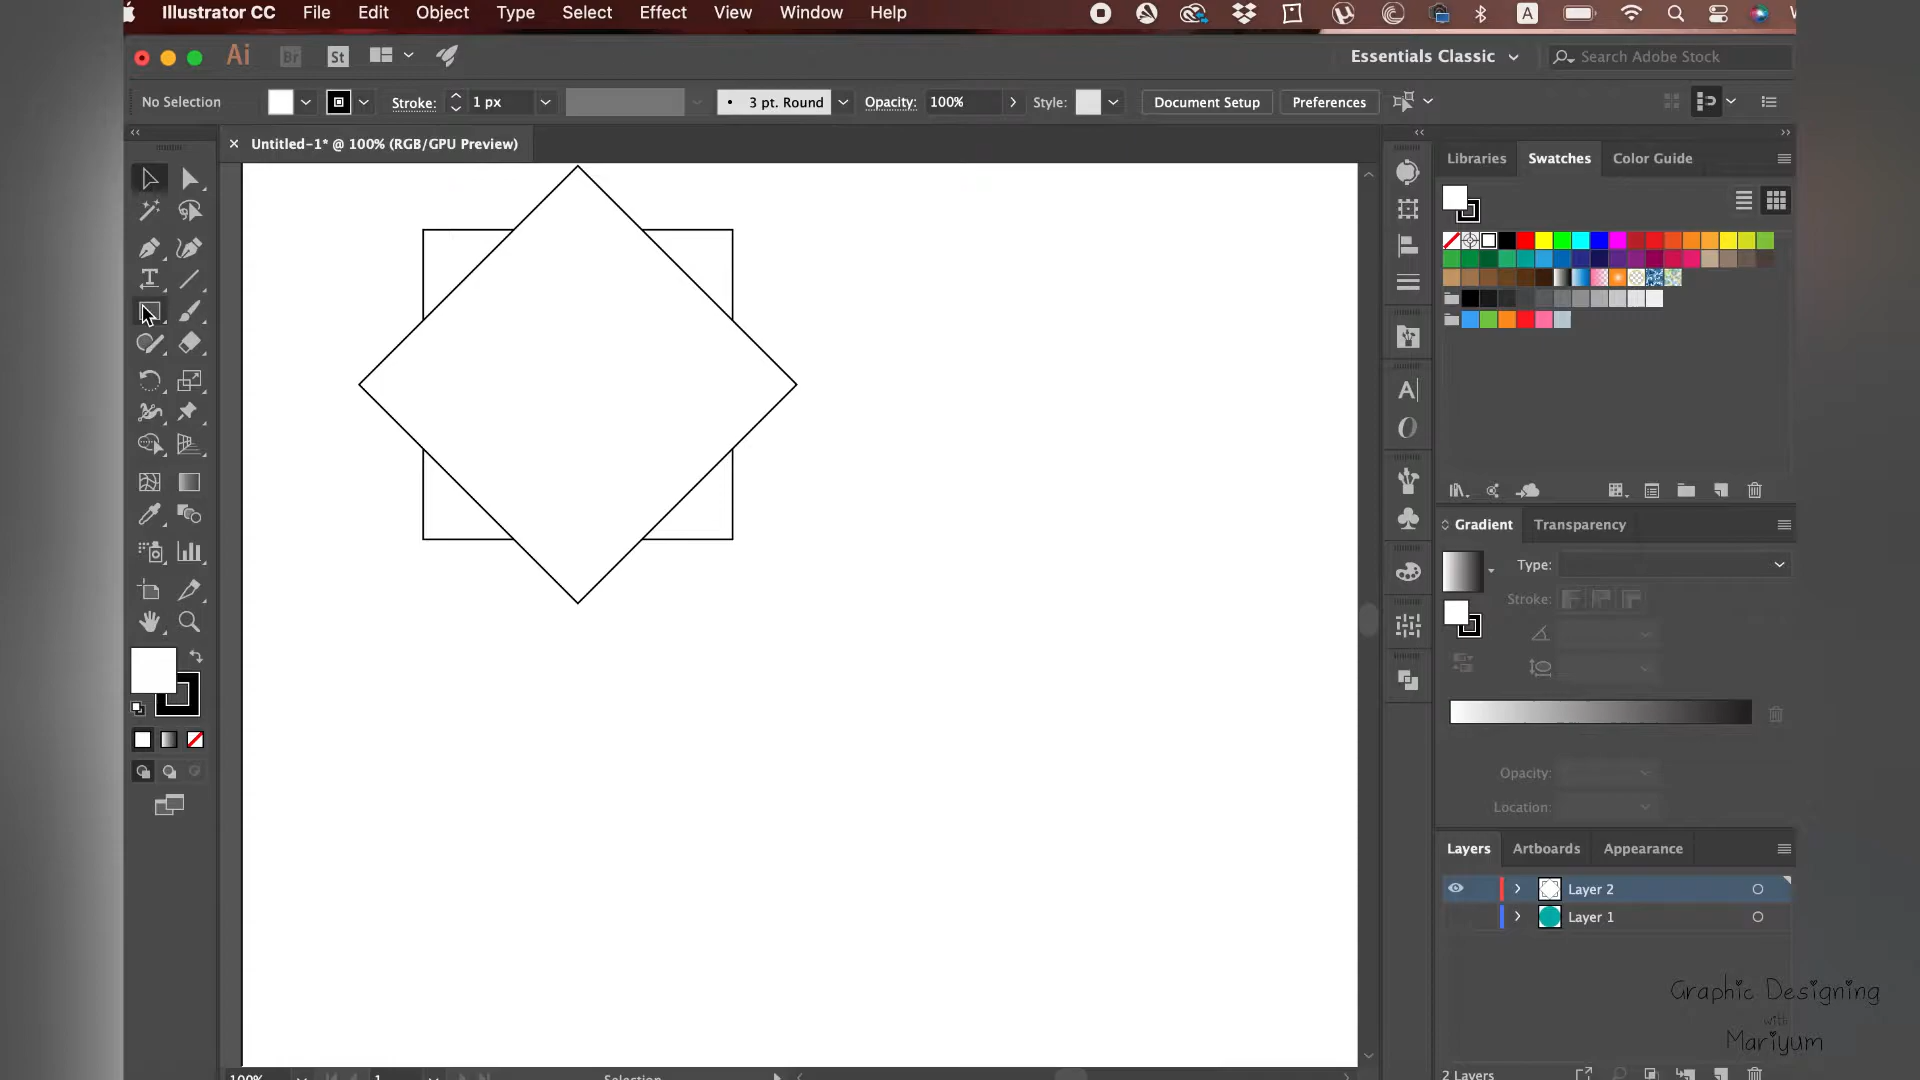 Illustrator CC File Edit Object Type Select Effect View Window Help A
Ai Br St Essentials Classic Search Adobe Stock
No Selection Stroke: 1 px 3 pt. Round Opacity: 100% Style: Document Setup Preferences
Untitled-1* @ 100% (RGB/GPU Preview)
Libraries Swatches Color Guide
Gradient Transparency
Type:
Stroke:
Opacity:
Location:
Layers Artboards Appearance
Layer 2
Layer 1
Graphic Designing
with
Mariyum
100% 1 Selection 2 Layers